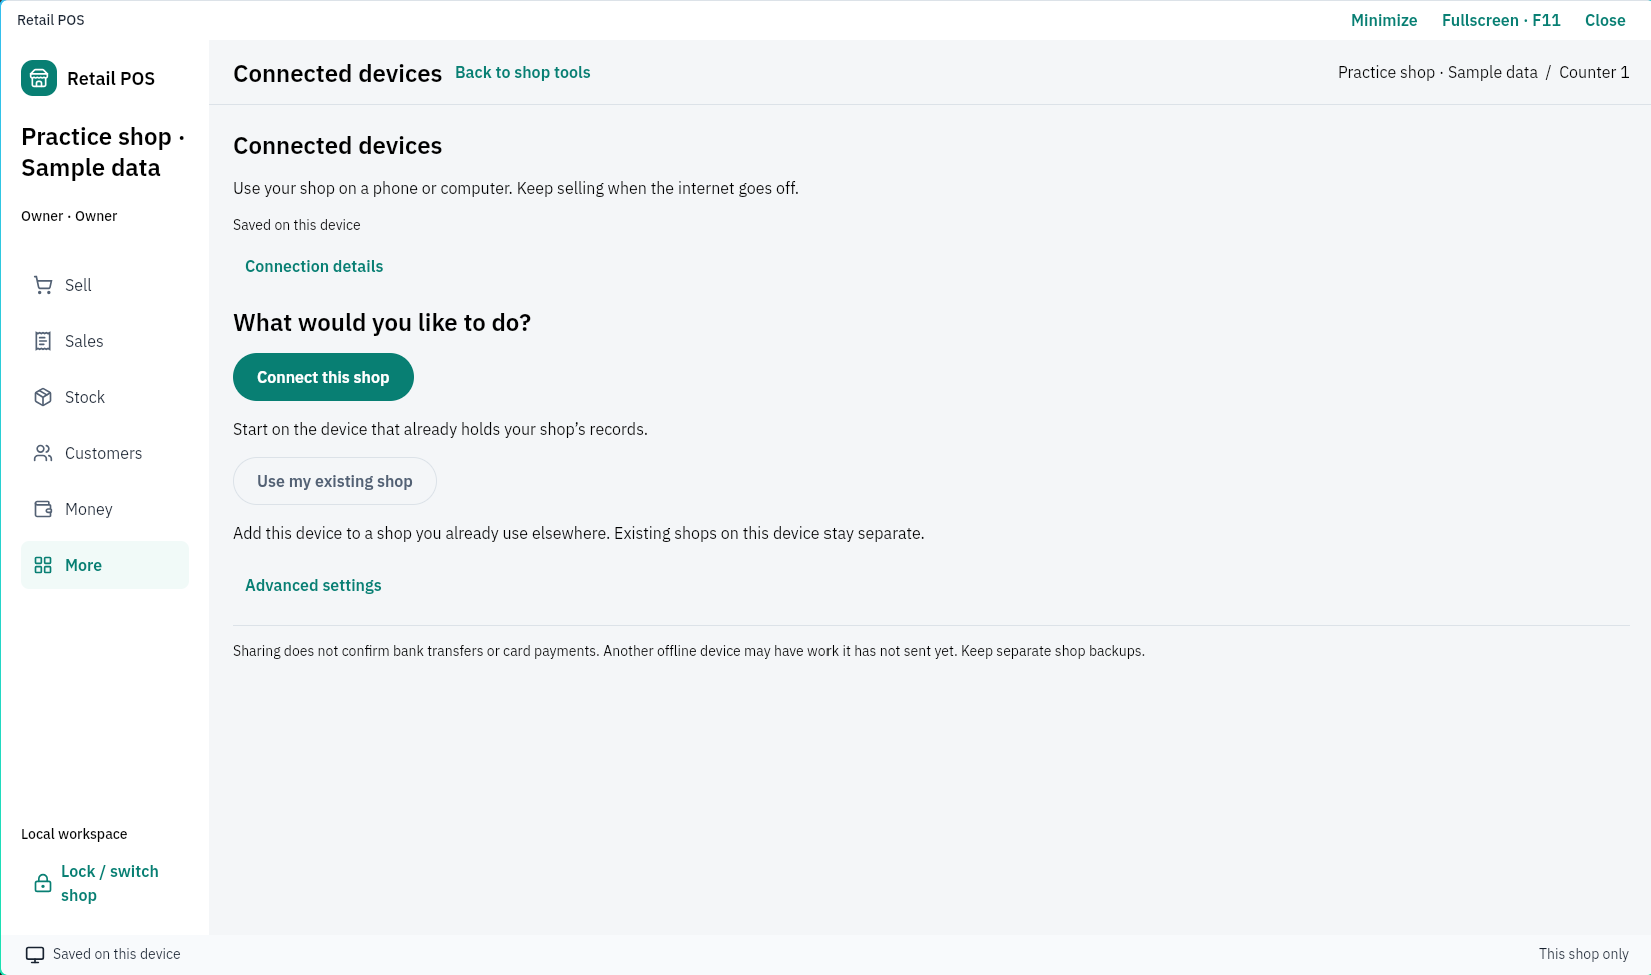 Retail POS
Minimize
Fullscreen · F11
Close
Retail POS
Practice shop ·
Sample data
Owner · Owner
Sell
Sales
Stock
Customers
Money
More
Local workspace
Lock / switch
shop
Connected devices
Back to shop tools
Practice shop · Sample data / Counter 1
Connected devices
Use your shop on a phone or computer. Keep selling when the internet goes off.
Saved on this device
Connection details
What would you like to do?
Connect this shop
Start on the device that already holds your shop’s records.
Use my existing shop
Add this device to a shop you already use elsewhere. Existing shops on this device stay separate.
Advanced settings
Sharing does not confirm bank transfers or card payments. Another offline device may have work it has not sent yet. Keep separate shop backups.
Saved on this device
This shop only